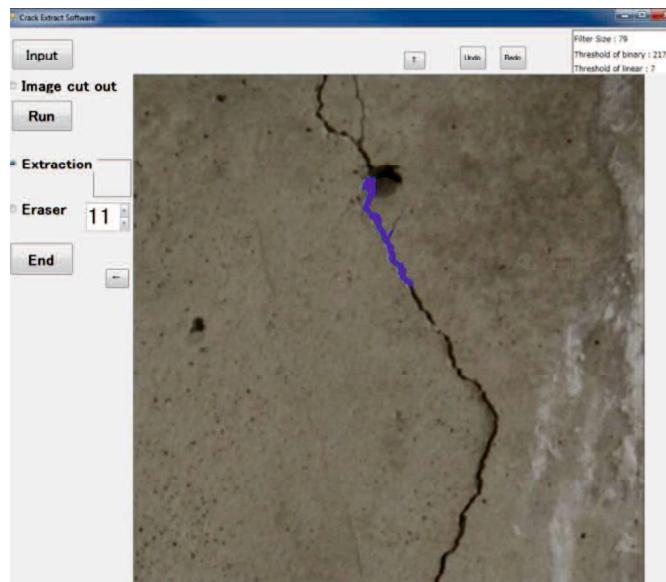 Crack Extract Software
Filter Size : 79
Threshold of binary : 217
Threshold of linear : 7
Input
↑
Undo
Redo
Image cut out
Run
Extraction
Eraser
11
End
←